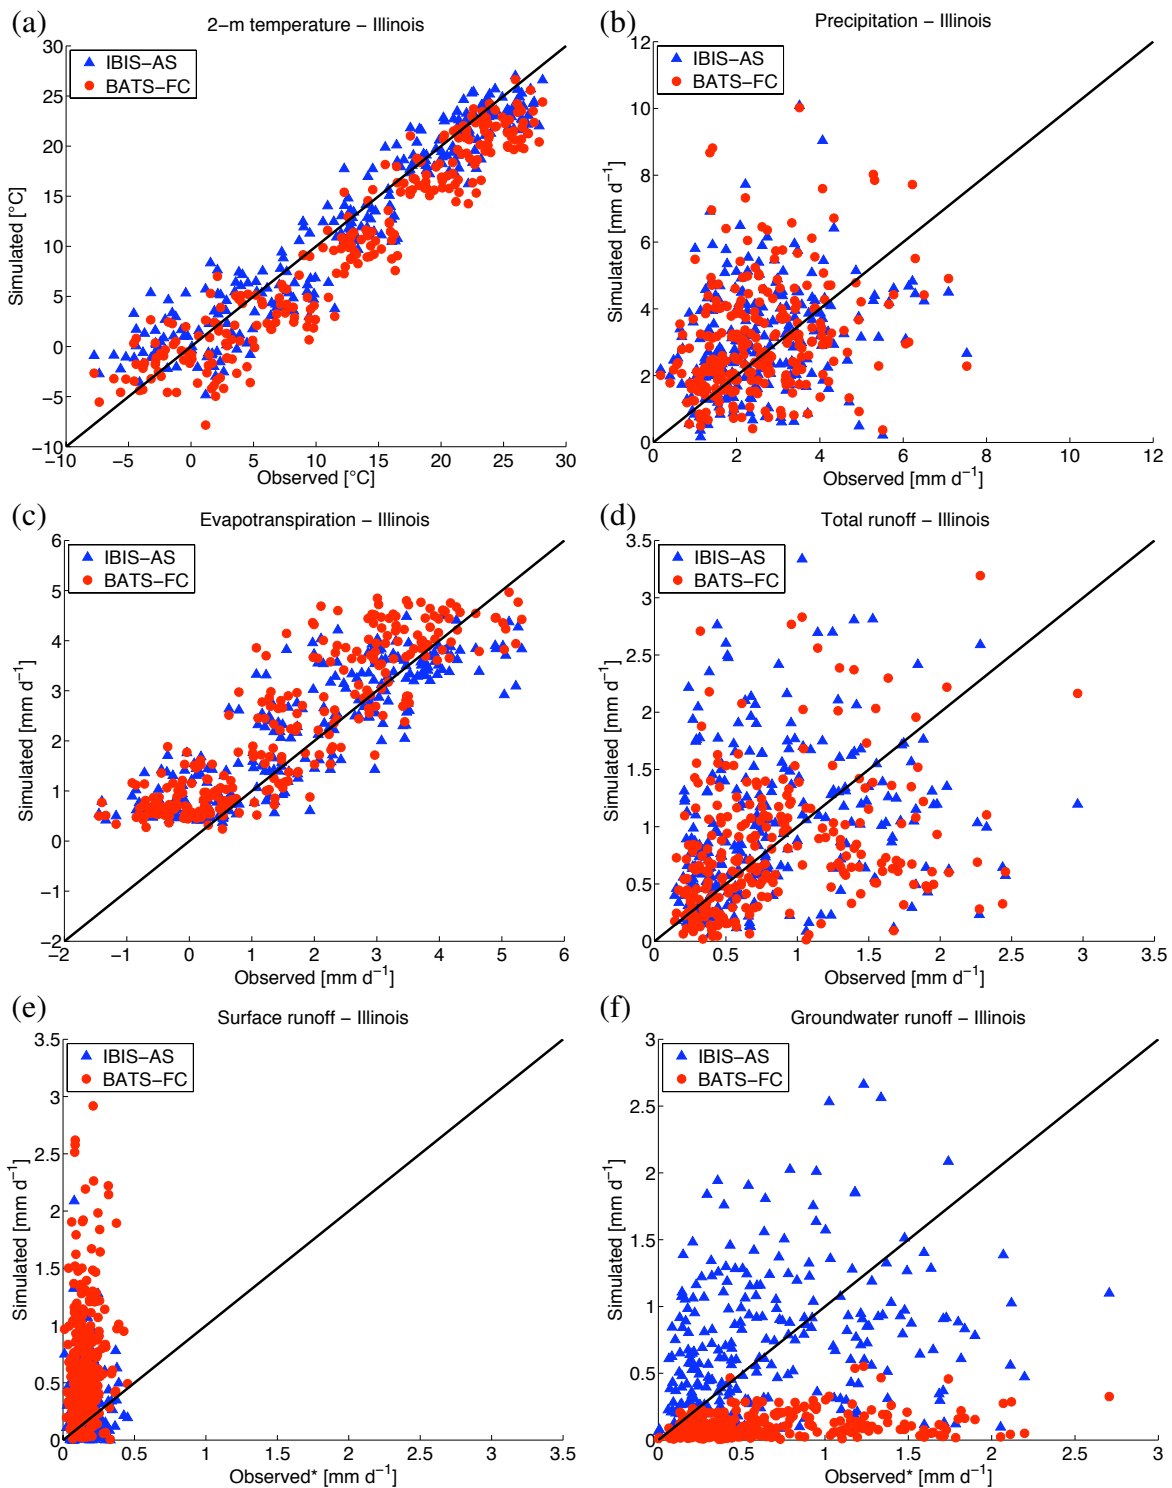 (a)
2−m temperature − Illinois
IBIS−AS
BATS−FC
30
25
20
15
10
5
0
−5
−10
−10 −5 0 5 10 15 20 25 30
Simulated [°C]
Observed [°C]
(b)
Precipitation − Illinois
IBIS−AS
BATS−FC
12
10
8
6
4
2
0
0 2 4 6 8 10 12
Simulated [mm d−1]
Observed [mm d−1]
(c)
Evapotranspiration − Illinois
IBIS−AS
BATS−FC
6
5
4
3
2
1
0
−1
−2
−2 −1 0 1 2 3 4 5 6
Simulated [mm d−1]
Observed [mm d−1]
(d)
Total runoff − Illinois
IBIS−AS
BATS−FC
3.5
3
2.5
2
1.5
1
0.5
0
0 0.5 1 1.5 2 2.5 3 3.5
Simulated [mm d−1]
Observed [mm d−1]
(e)
Surface runoff − Illinois
IBIS−AS
BATS−FC
3.5
3
2.5
2
1.5
1
0.5
0
0 0.5 1 1.5 2 2.5 3 3.5
Simulated [mm d−1]
Observed* [mm d−1]
(f)
Groundwater runoff − Illinois
IBIS−AS
BATS−FC
3
2.5
2
1.5
1
0.5
0
0 0.5 1 1.5 2 2.5 3
Simulated [mm d−1]
Observed* [mm d−1]